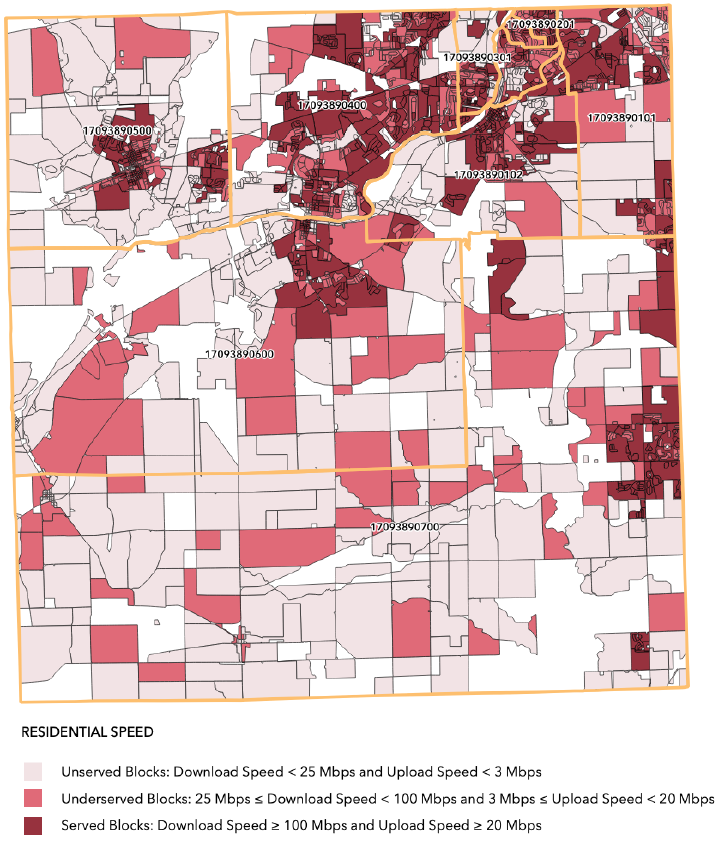 17093890201
17093890301
17093890400
17093890101
17093890500
17093890102
17093890600
17093890700
RESIDENTIAL SPEED
Unserved Blocks: Download Speed < 25 Mbps and Upload Speed < 3 Mbps
Underserved Blocks: 25 Mbps ≤ Download Speed < 100 Mbps and 3 Mbps ≤ Upload Speed < 20 Mbps
Served Blocks: Download Speed ≥ 100 Mbps and Upload Speed ≥ 20 Mbps